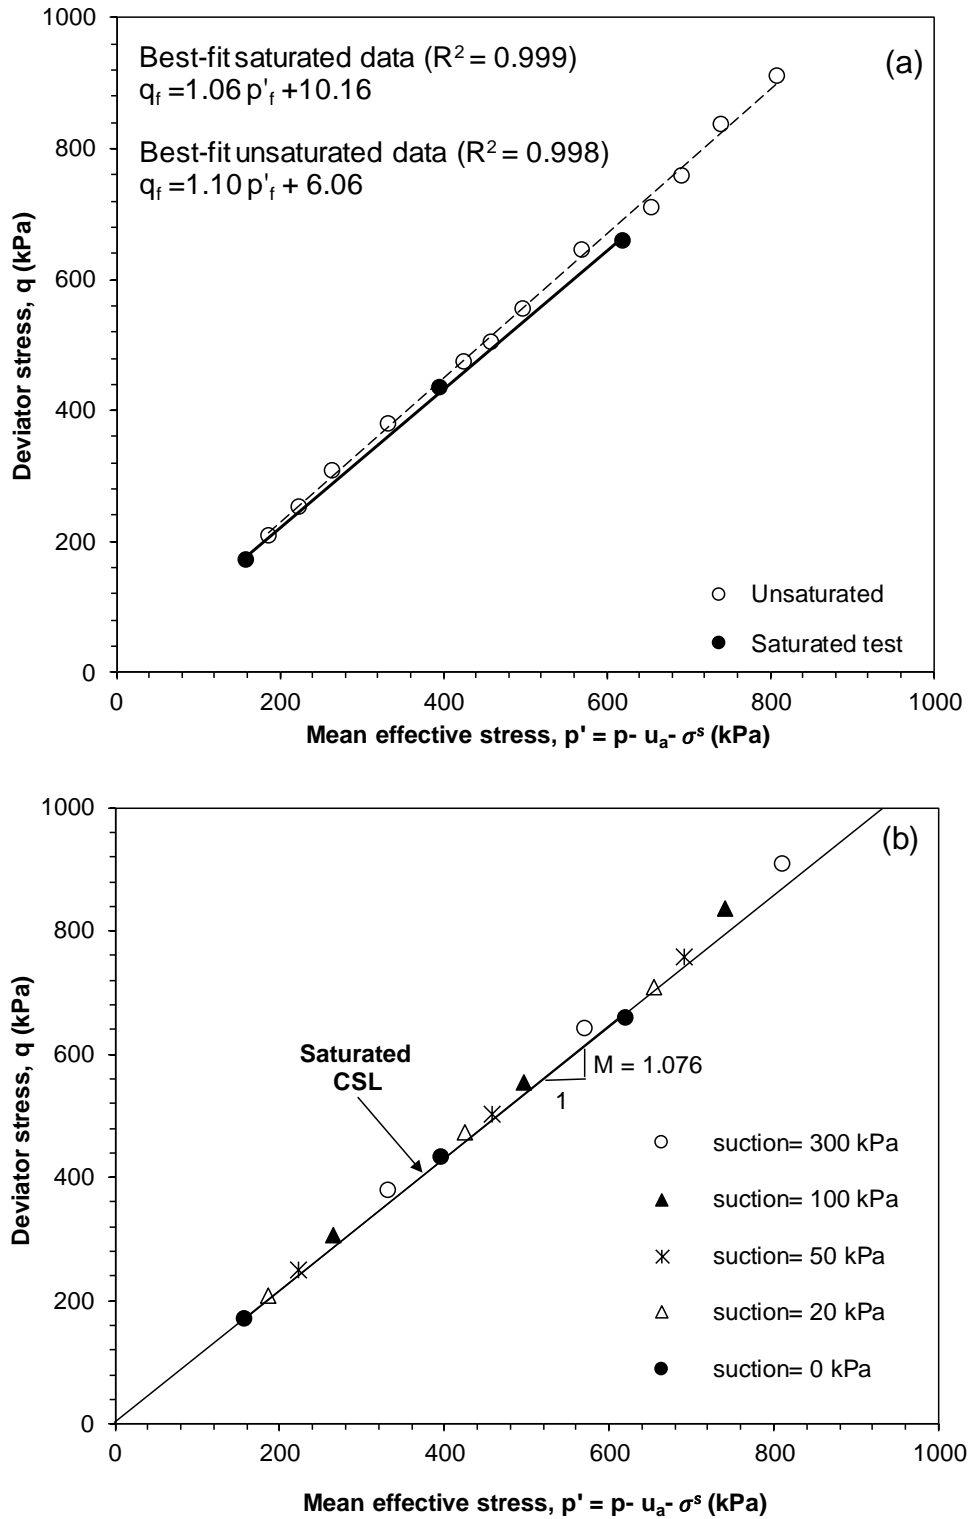 1000
800
600
400
200
0
Deviator stress, q (kPa)
(a)
Best-fit saturated data (R² = 0.999)
q_f =1.06 p'_f +10.16
Best-fit unsaturated data (R² = 0.998)
q_f =1.10 p'_f + 6.06
Unsaturated
Saturated test
0 200 400 600 800 1000
Mean effective stress, p' = p- u_a- σ^s (kPa)
1000
800
600
400
200
0
Deviator stress, q (kPa)
(b)
Saturated
CSL
M = 1.076
1
suction= 300 kPa
suction= 100 kPa
suction= 50 kPa
suction= 20 kPa
suction= 0 kPa
0 200 400 600 800 1000
Mean effective stress, p' = p- u_a- σ^s (kPa)